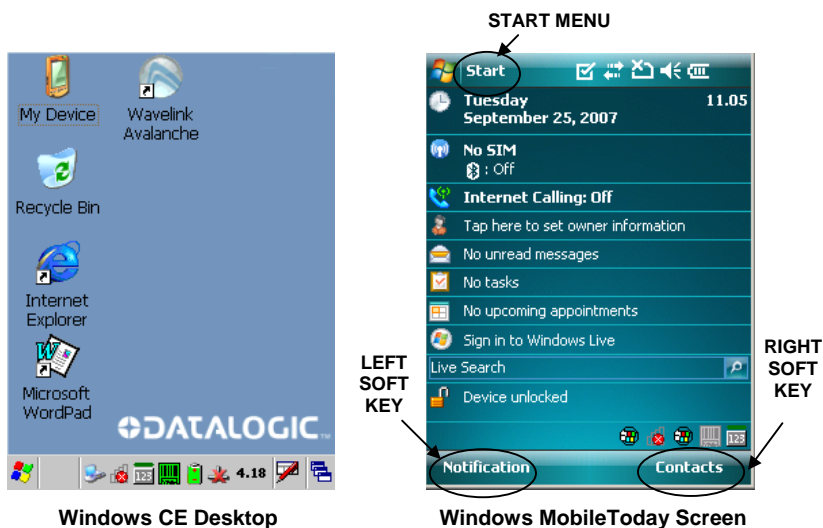 START MENU
My Device
Wavelink
Avalanche
Recycle Bin
Internet
Explorer
Microsoft
WordPad
DATALOGIC™
123
4.18
Windows CE Desktop
Start
Tuesday 11.05
September 25, 2007
No SIM
: Off
Internet Calling: Off
Tap here to set owner information
No unread messages
No tasks
No upcoming appointments
Sign in to Windows Live
Live Search
Device unlocked
123
Notification Contacts
LEFT
SOFT
KEY
RIGHT
SOFT
KEY
Windows MobileToday Screen